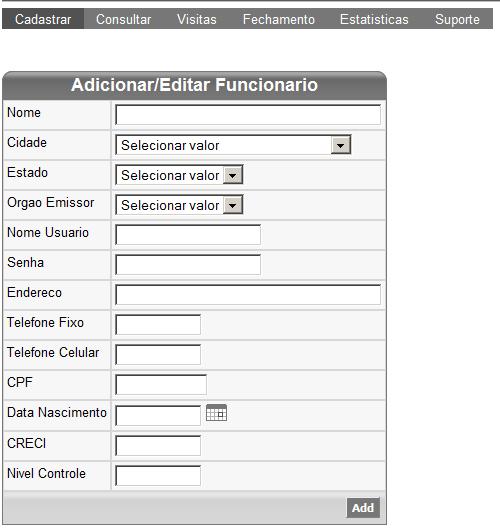 Cadastrar Consultar Visitas Fechamento Estatisticas Suporte
Adicionar/Editar Funcionario
Nome
Cidade Selecionar valor
Estado Selecionar valor
Orgao Emissor Selecionar valor
Nome Usuario
Senha
Endereco
Telefone Fixo
Telefone Celular
CPF
Data Nascimento
CRECI
Nivel Controle
Add